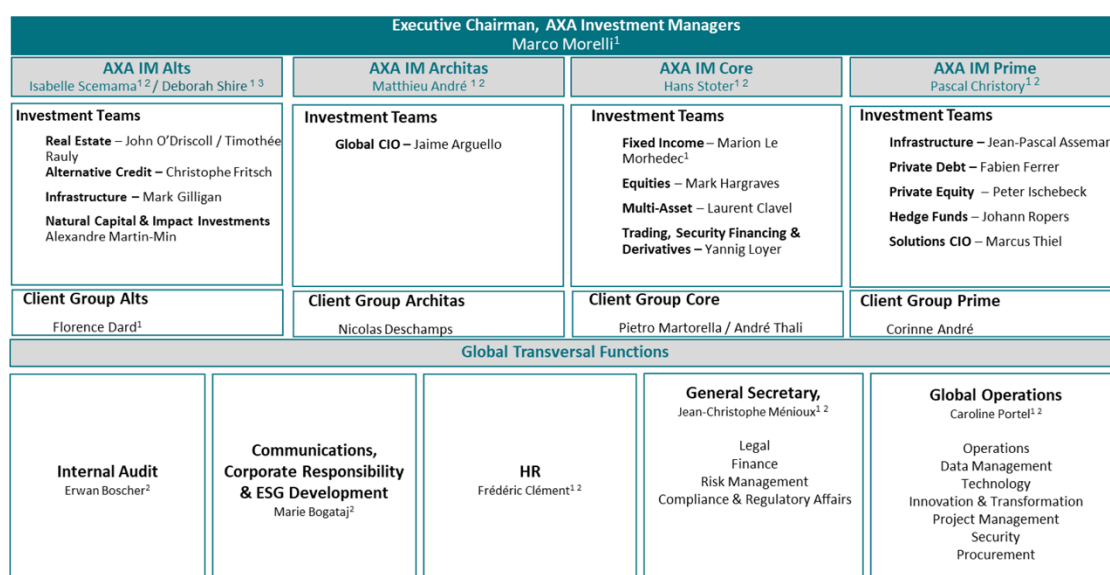 Executive Chairman, AXA Investment Managers
Marco Morelli¹
AXA IM Alts
Isabelle Scemama¹ ² / Deborah Shire¹ ³
AXA IM Architas
Matthieu André ¹ ²
AXA IM Core
Hans Stoter¹ ²
AXA IM Prime
Pascal Christory¹ ²
Investment Teams
Real Estate – John O’Driscoll / Timothée
Rauly
Alternative Credit – Christophe Fritsch
Infrastructure – Mark Gilligan
Natural Capital & Impact Investments
Alexandre Martin-Min
Investment Teams
Global CIO – Jaime Arguello
Investment Teams
Fixed Income – Marion Le
Morhedec¹
Equities – Mark Hargraves
Multi-Asset – Laurent Clavel
Trading, Security Financing &
Derivatives – Yannig Loyer
Investment Teams
Infrastructure – Jean-Pascal Asseman
Private Debt – Fabien Ferrer
Private Equity – Peter Ischebeck
Hedge Funds – Johann Ropers
Solutions CIO – Marcus Thiel
Client Group Alts
Florence Dard¹
Client Group Architas
Nicolas Deschamps
Client Group Core
Pietro Martorella / André Thali
Client Group Prime
Corinne André
Global Transversal Functions
Internal Audit
Erwan Boscher²
Communications,
Corporate Responsibility
& ESG Development
Marie Bogataj²
HR
Frédéric Clément¹ ²
General Secretary,
Jean-Christophe Ménioux¹ ²
Legal
Finance
Risk Management
Compliance & Regulatory Affairs
Global Operations
Caroline Portel¹ ²
Operations
Data Management
Technology
Innovation & Transformation
Project Management
Security
Procurement